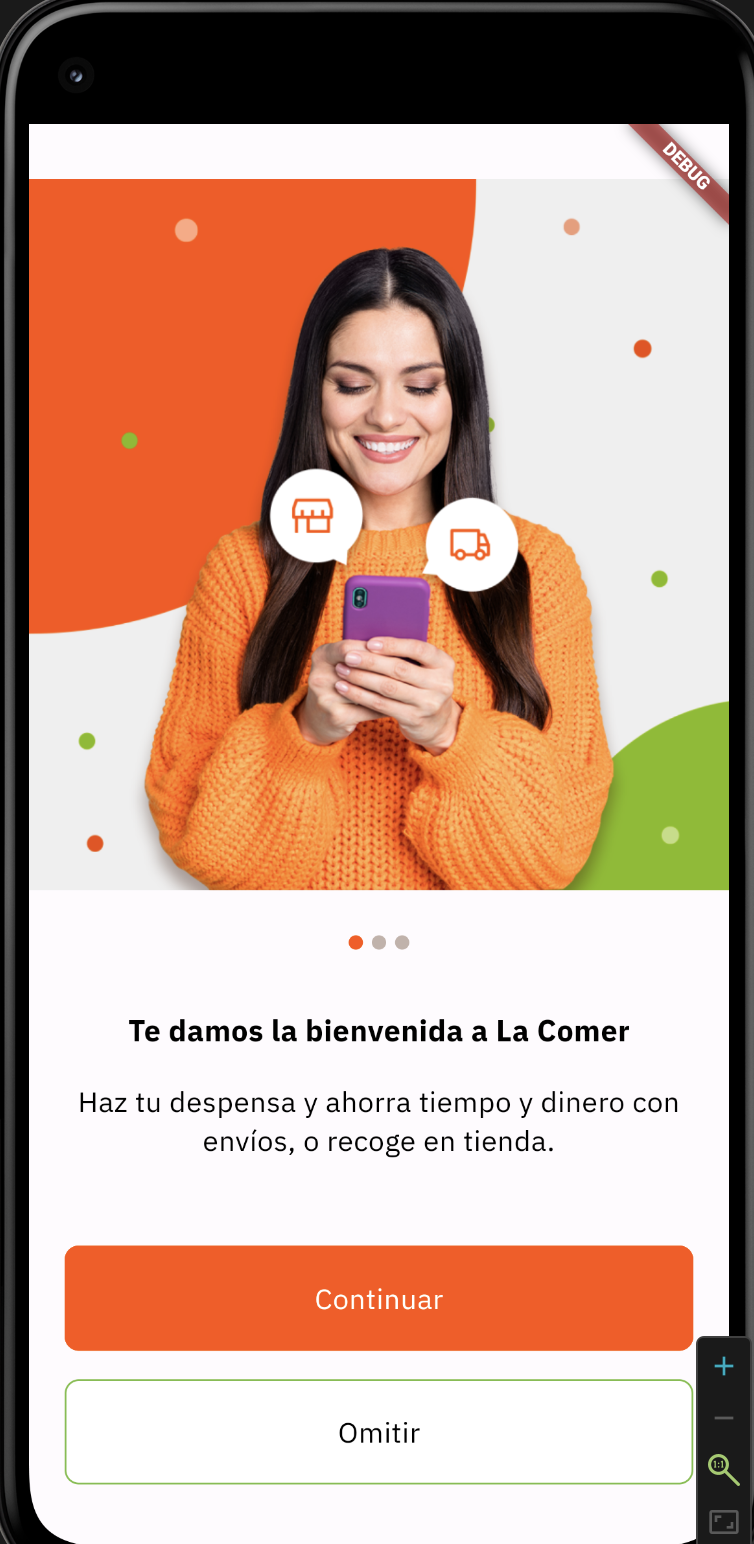 DEBUG
Te damos la bienvenida a La Comer
Haz tu despensa y ahorra tiempo y dinero con
envíos, o recoge en tienda.
Continuar
Omitir
1:1